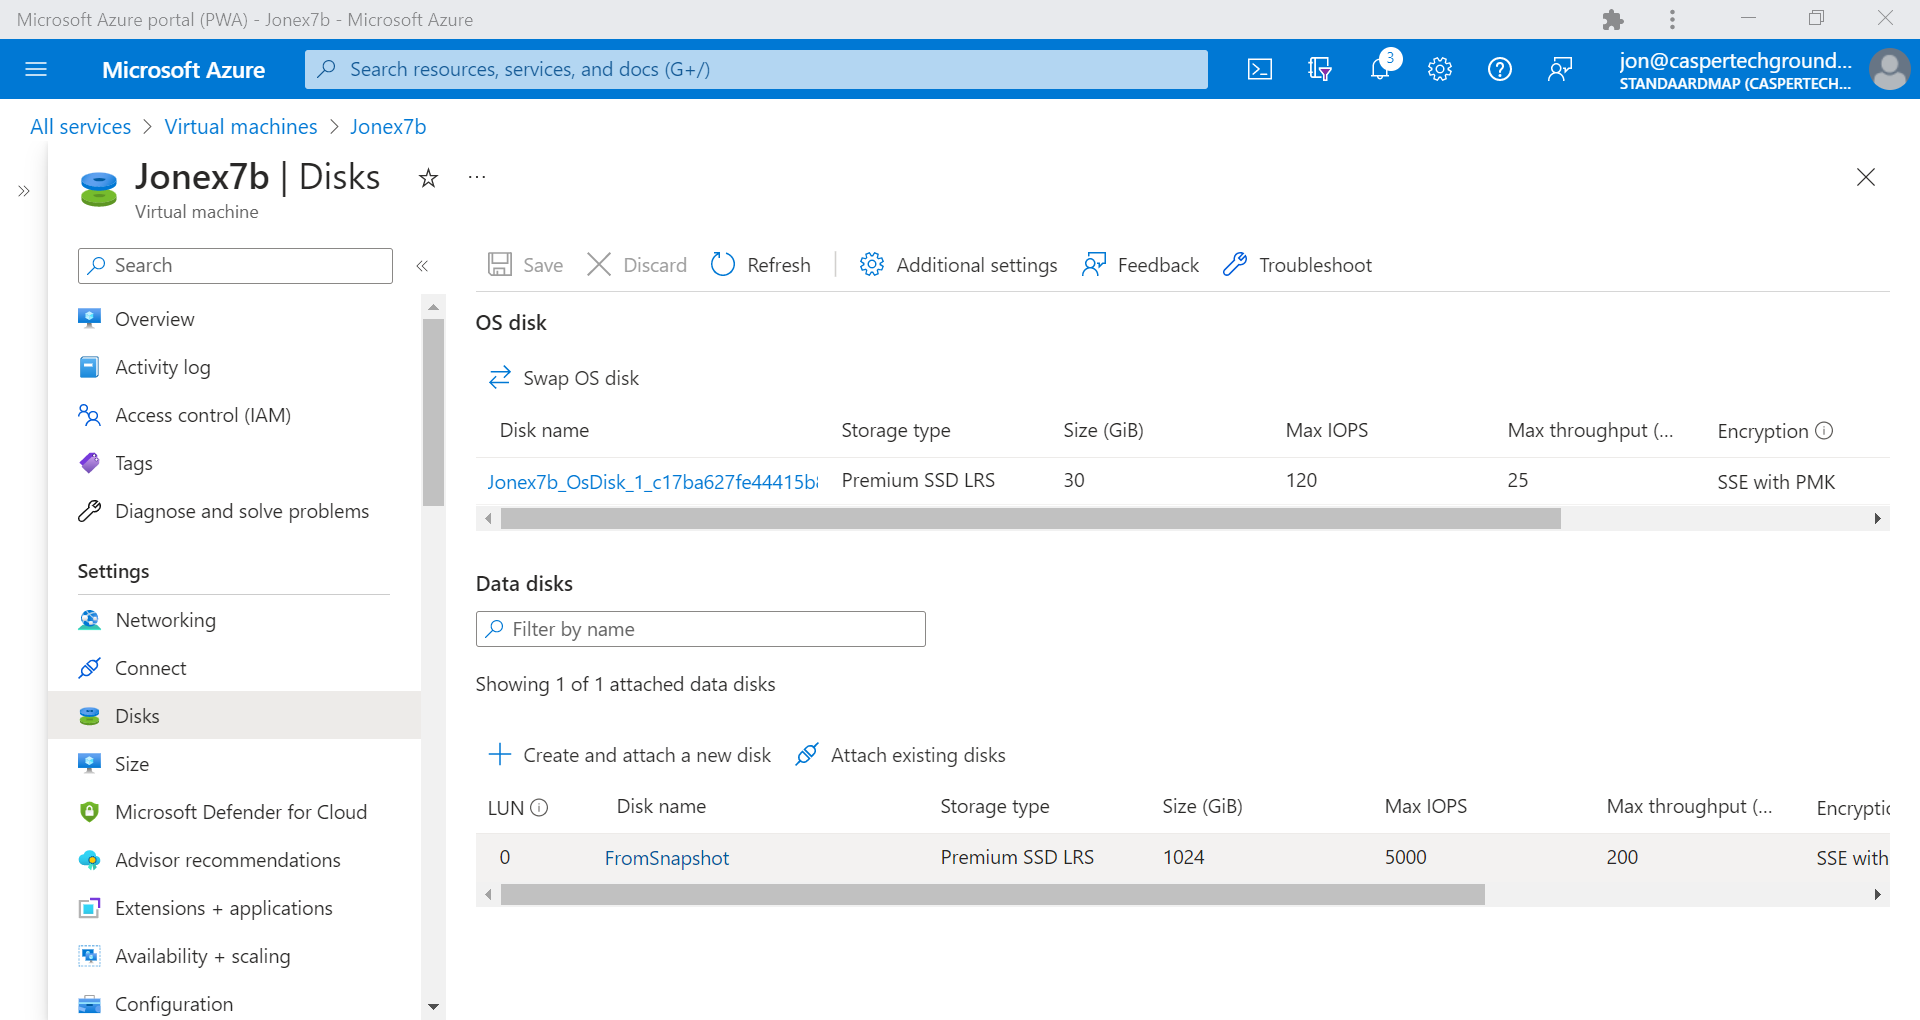 Microsoft Azure portal (PWA) - Jonex7b - Microsoft Azure
Microsoft Azure
Search resources, services, and docs (G+/)
3
jon@caspertechground...
STANDAARDMAP (CASPERTECH...
All services > Virtual machines > Jonex7b
Jonex7b | Disks
Virtual machine
Search
Overview
Activity log
Access control (IAM)
Tags
Diagnose and solve problems
Settings
Networking
Connect
Disks
Size
Microsoft Defender for Cloud
Advisor recommendations
Extensions + applications
Availability + scaling
Configuration
Save Discard Refresh Additional settings Feedback Troubleshoot
OS disk
Swap OS disk
Disk name Storage type Size (GiB) Max IOPS Max throughput (... Encryption
Jonex7b_OsDisk_1_c17ba627fe44415b Premium SSD LRS 30 120 25 SSE with PMK
Data disks
Filter by name
Showing 1 of 1 attached data disks
Create and attach a new disk Attach existing disks
LUN Disk name Storage type Size (GiB) Max IOPS Max throughput (... Encryptic
0 FromSnapshot Premium SSD LRS 1024 5000 200 SSE with